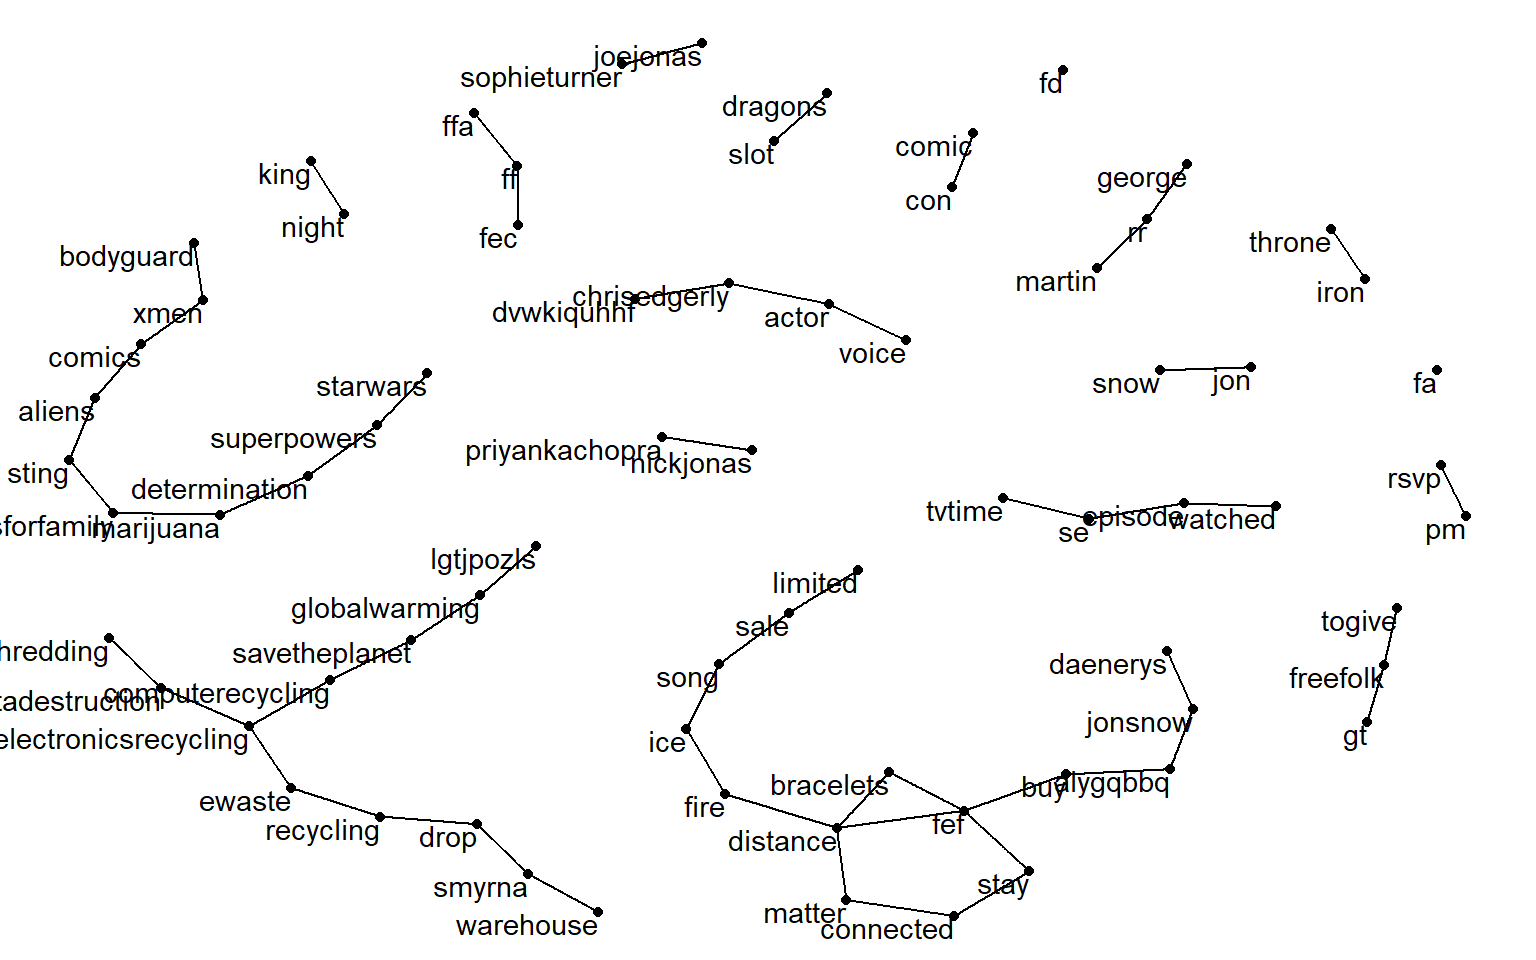 joejonas
sophieturner
fd
dragons
ffa
comic
slot
king
ff
george
con
night
fec
rr
throne
bodyguard
martin
iron
chrisedgerly
dvwkiquhhf
xmen
actor
voice
comics
snow
jon
fa
starwars
aliens
superpowers
priyankachopra
nickjonas
sting
rsvp
determination
tvtime
episode
watched
sforfamily
marijuana
se
pm
lgtjpozls
limited
globalwarming
togive
sale
hredding
savetheplanet
daenerys
song
freefolk
computerecycling
tadestruction
jonsnow
electronicsrecycling
ice
gt
bracelets
buy
alygqbbq
ewaste
fire
recycling
drop
distance
fef
smyrna
stay
matter
warehouse
connected